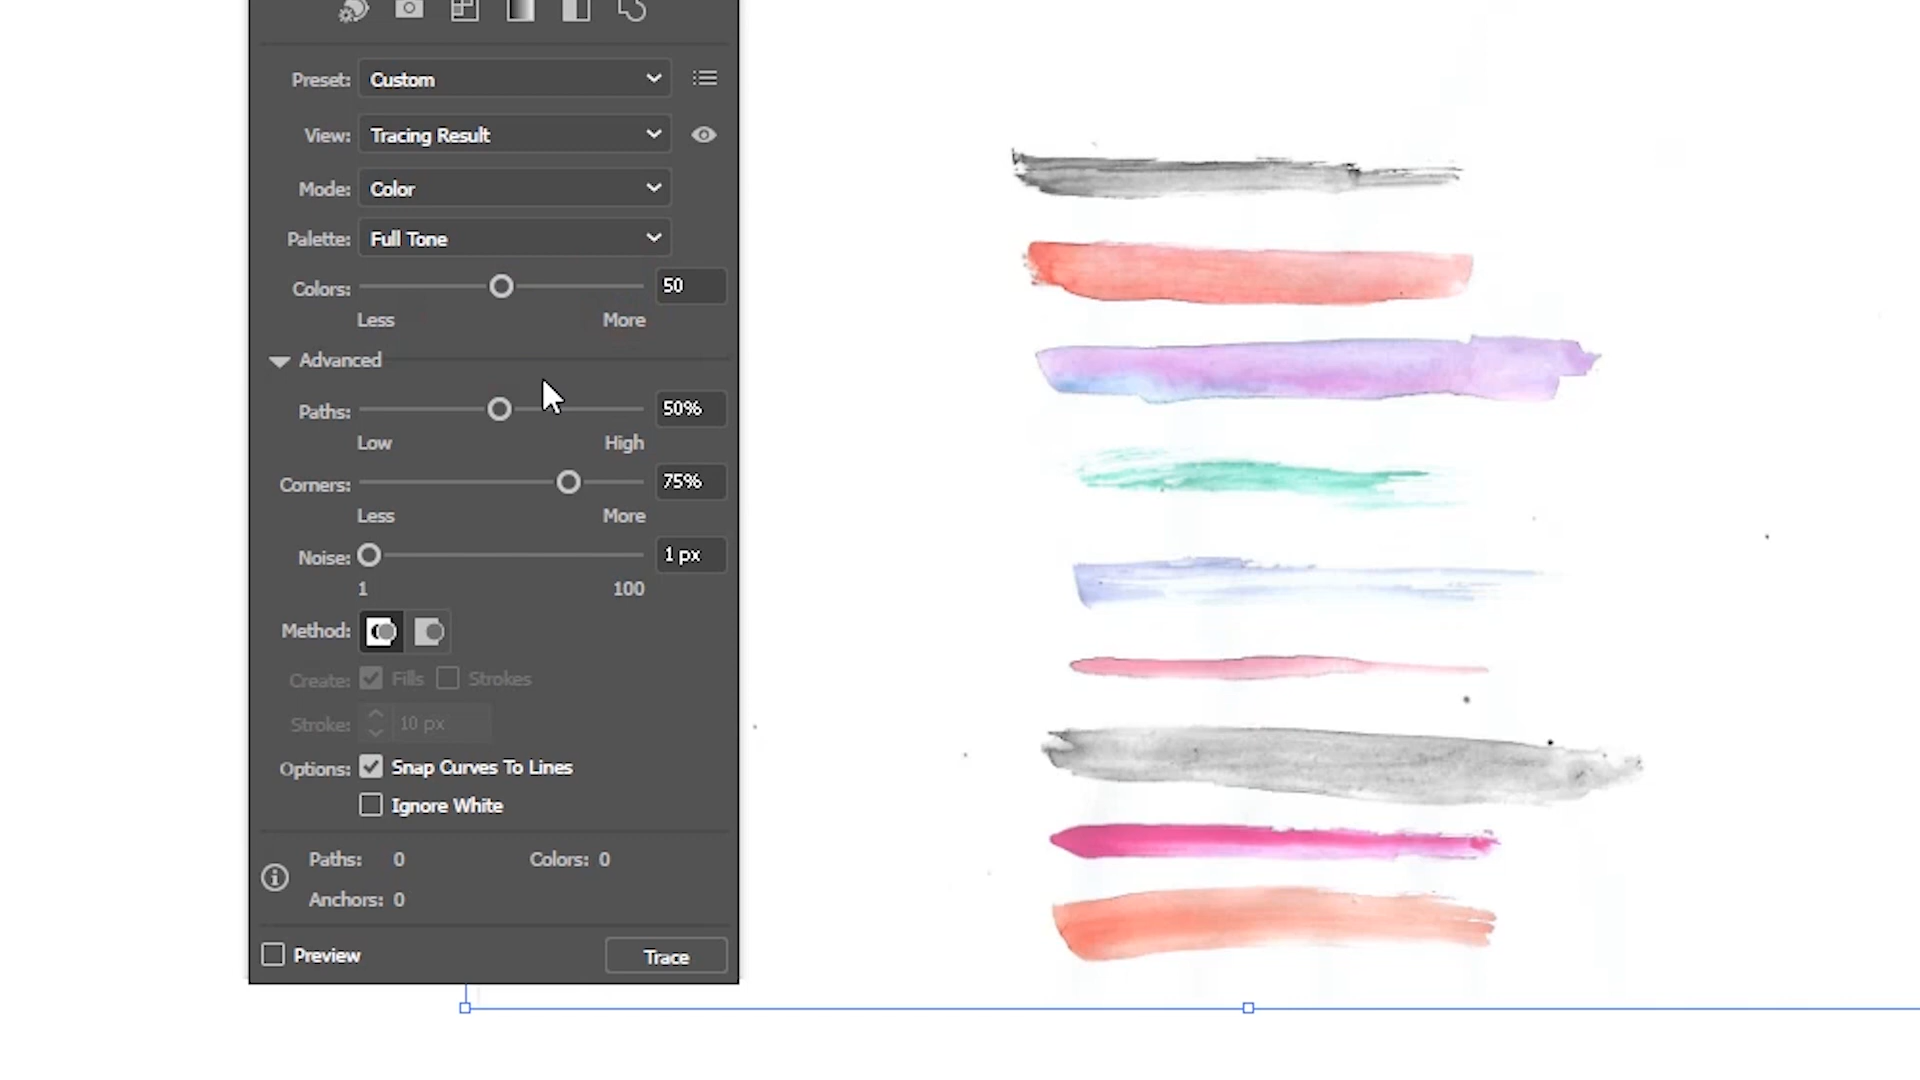 Preset: Custom
View: Tracing Result
Mode: Color
Palette: Full Tone
Colors: 50
Less More
Advanced
Paths: 50%
Low High
Corners: 75%
Less More
Noise: 1 px
1 100
Method:
Create: Fills Strokes
Stroke: 10 px
Options: Snap Curves To Lines
Ignore White
Paths: 0 Colors: 0
Anchors: 0
Preview Trace